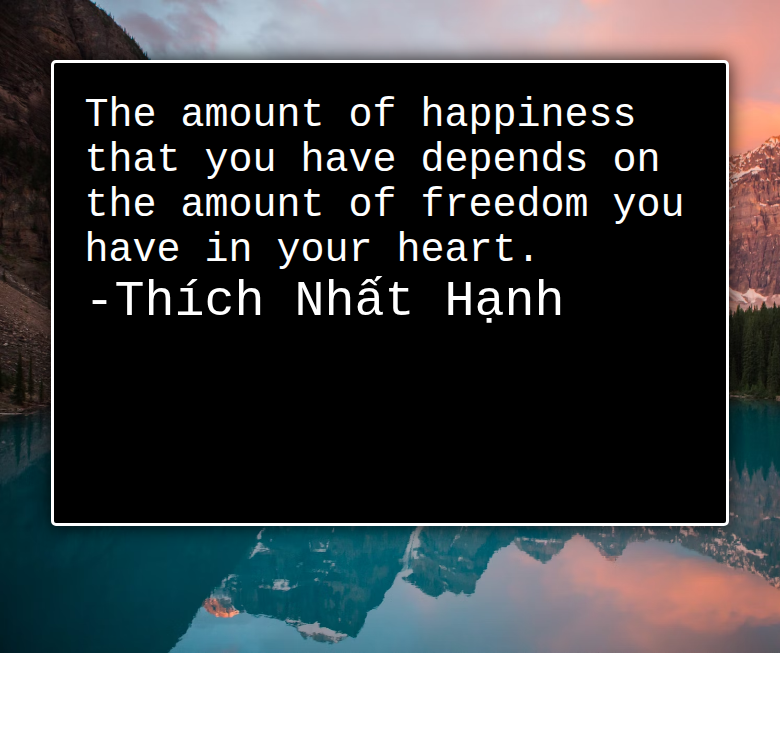 The amount of happiness
that you have depends on
the amount of freedom you
have in your heart.
-Thích Nhất Hạnh